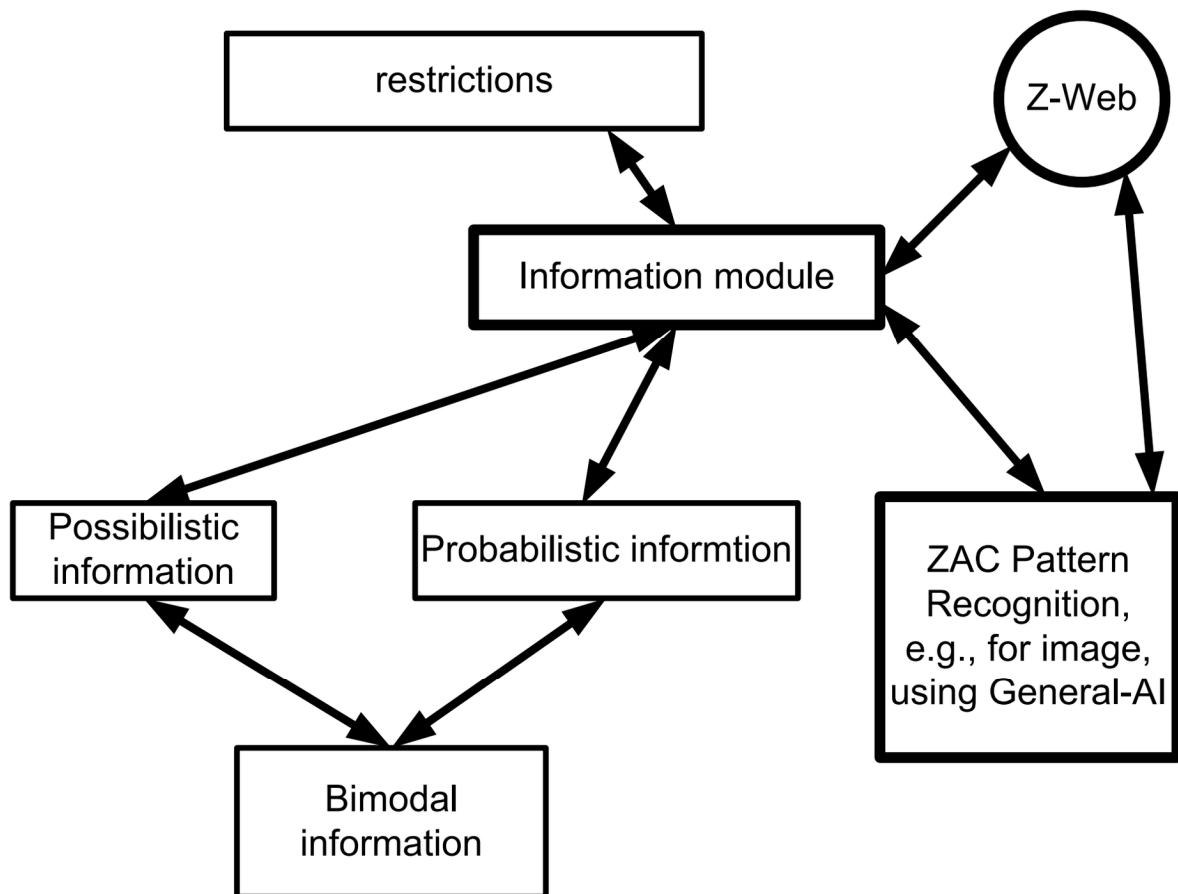 restrictions
Z-Web
Information module
Possibilistic
information
Probabilistic informtion
ZAC Pattern
Recognition,
e.g., for image,
using General-AI
Bimodal
information